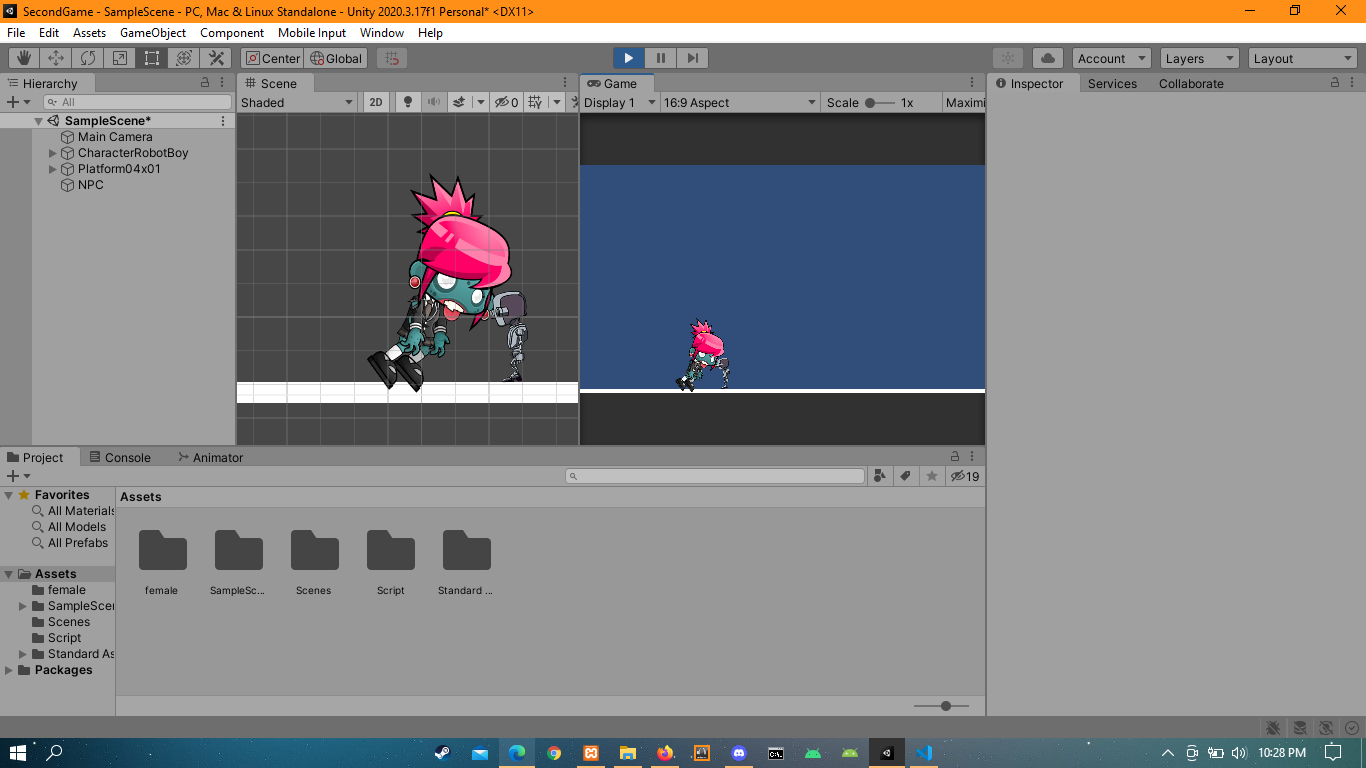 SecondGame - SampleScene - PC, Mac & Linux Standalone - Unity 2020.3.17f1 Personal* <DX11>
File Edit Assets GameObject Component Mobile Input Window Help
Center Global Account Layers Layout
Hierarchy Scene Game Inspector Services Collaborate
All Shaded 2D 0 Display 1 16:9 Aspect Scale 1x Maximi
SampleScene*
Main Camera
CharacterRobotBoy
Platform04x01
NPC
Project Console Animator
19
Favorites Assets
All Materials
All Models
All Prefabs
Assets
female
SampleScen
Scenes
Script
Standard As
Packages
female SampleSc... Scenes Script Standard ...
10:28 PM